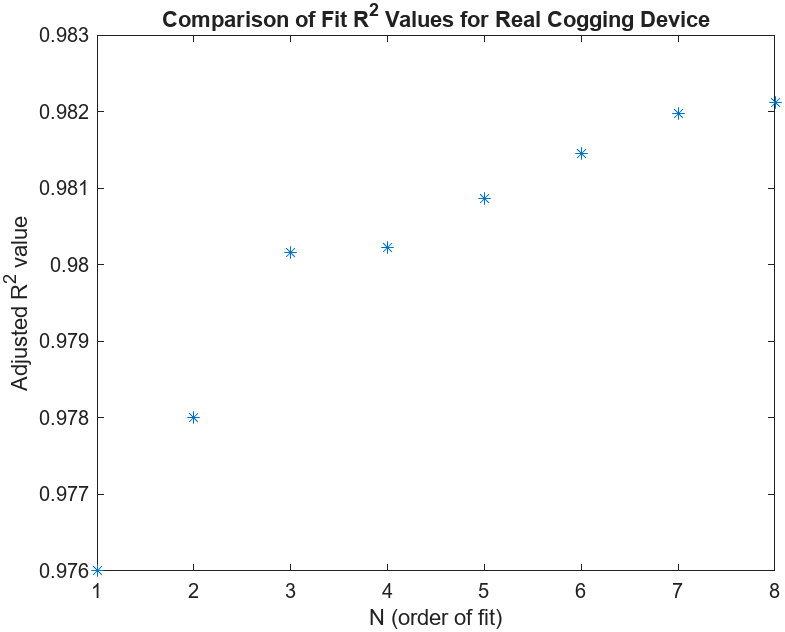 Comparison of Fit R² Values for Real Cogging Device
0.983
0.982
0.981
0.98
0.979
0.978
0.977
0.976
Adjusted R² value
1 2 3 4 5 6 7 8
N (order of fit)